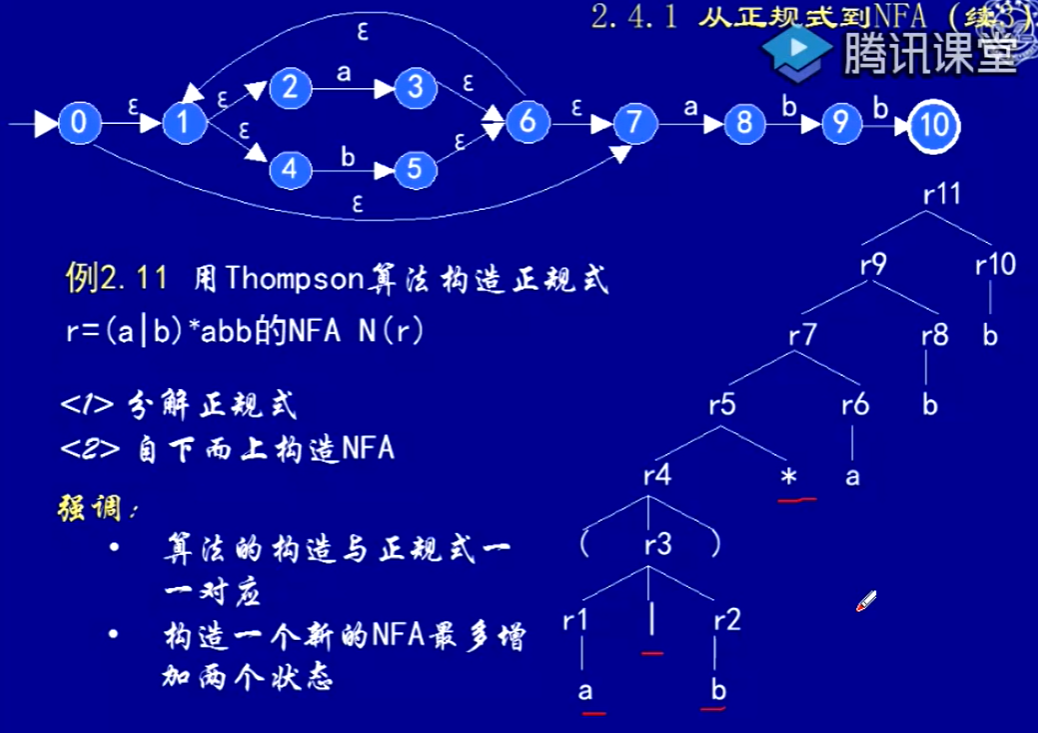 2.4.1 从正规式到NFA（续3）
腾讯课堂
ε
ε
ε
a
ε
ε
a
b
b
0
1
2
3
6
7
8
9
10
ε
b
ε
4
5
ε
例2.11 用Thompson算法构造正规式
r=(a|b)*abb的NFA N(r)
<1> 分解正规式
<2> 自下而上构造NFA
强调：
• 算法的构造与正规式一
一对应
• 构造一个新的NFA最多增
加两个状态
r11
r9 r10
r7 r8 b
r5 r6 b
r4 * a
( r3 )
r1 | r2
a b